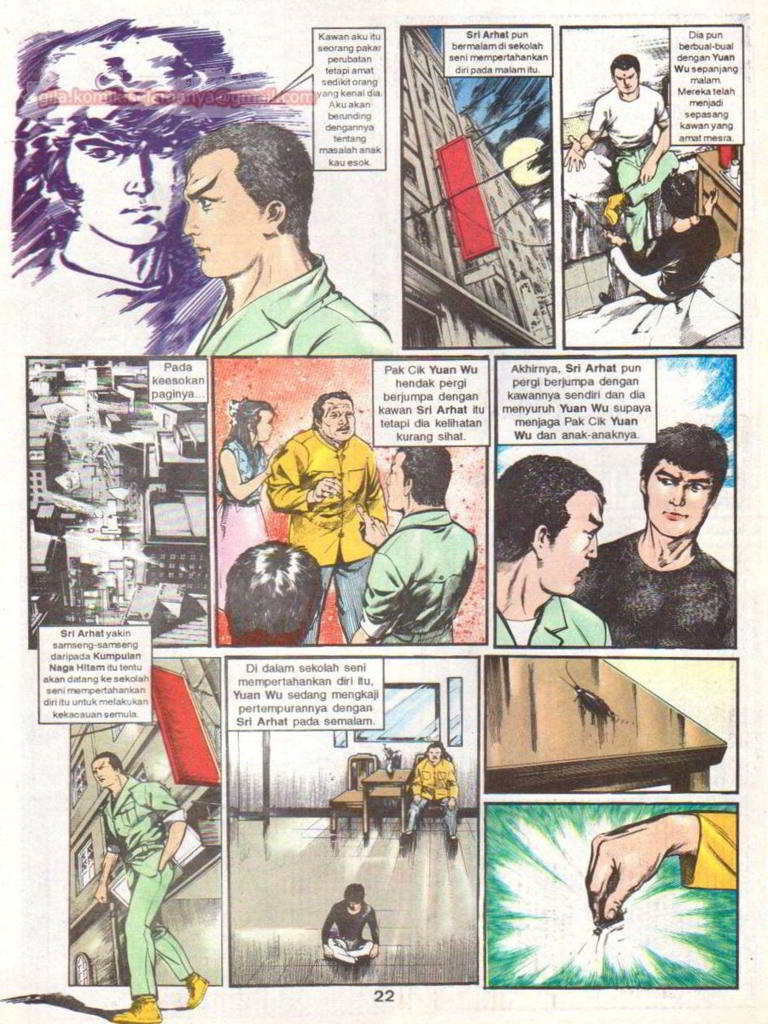 Kawan aku itu
seorang pakar
perubatan
tetapi amat
sedikit orang
yang kenal dia.
Aku akan
berunding
dengannya
tentang
masalah anak
kau esok.
gila.komik-selamanya@gmail.com
Sri Arhat pun
bermalam di sekolah
seni mempertahankan
diri pada malam itu.
Dia pun
berbual-bual
dengan Yuan
Wu sepanjang
malam.
Mereka telah
menjadi
sepasang
kawan yang
amat mesra.
Pada
keesokan
paginya...
Pak Cik Yuan Wu
hendak pergi
berjumpa dengan
kawan Sri Arhat itu
tetapi dia kelihatan
kurang sihat.
Akhirnya, Sri Arhat pun
pergi berjumpa dengan
kawannya sendiri dan dia
menyuruh Yuan Wu supaya
menjaga Pak Cik Yuan
Wu dan anak-anaknya.
Sri Arhat yakin
samseng-samseng
daripada Kumpulan
Naga Hitam itu tentu
akan datang ke sekolah
seni mempertahankan
diri itu untuk melakukan
kekacauan semula.
Di dalam sekolah seni
mempertahankan diri itu,
Yuan Wu sedang mengkaji
pertempurannya dengan
Sri Arhat pada semalam.
22